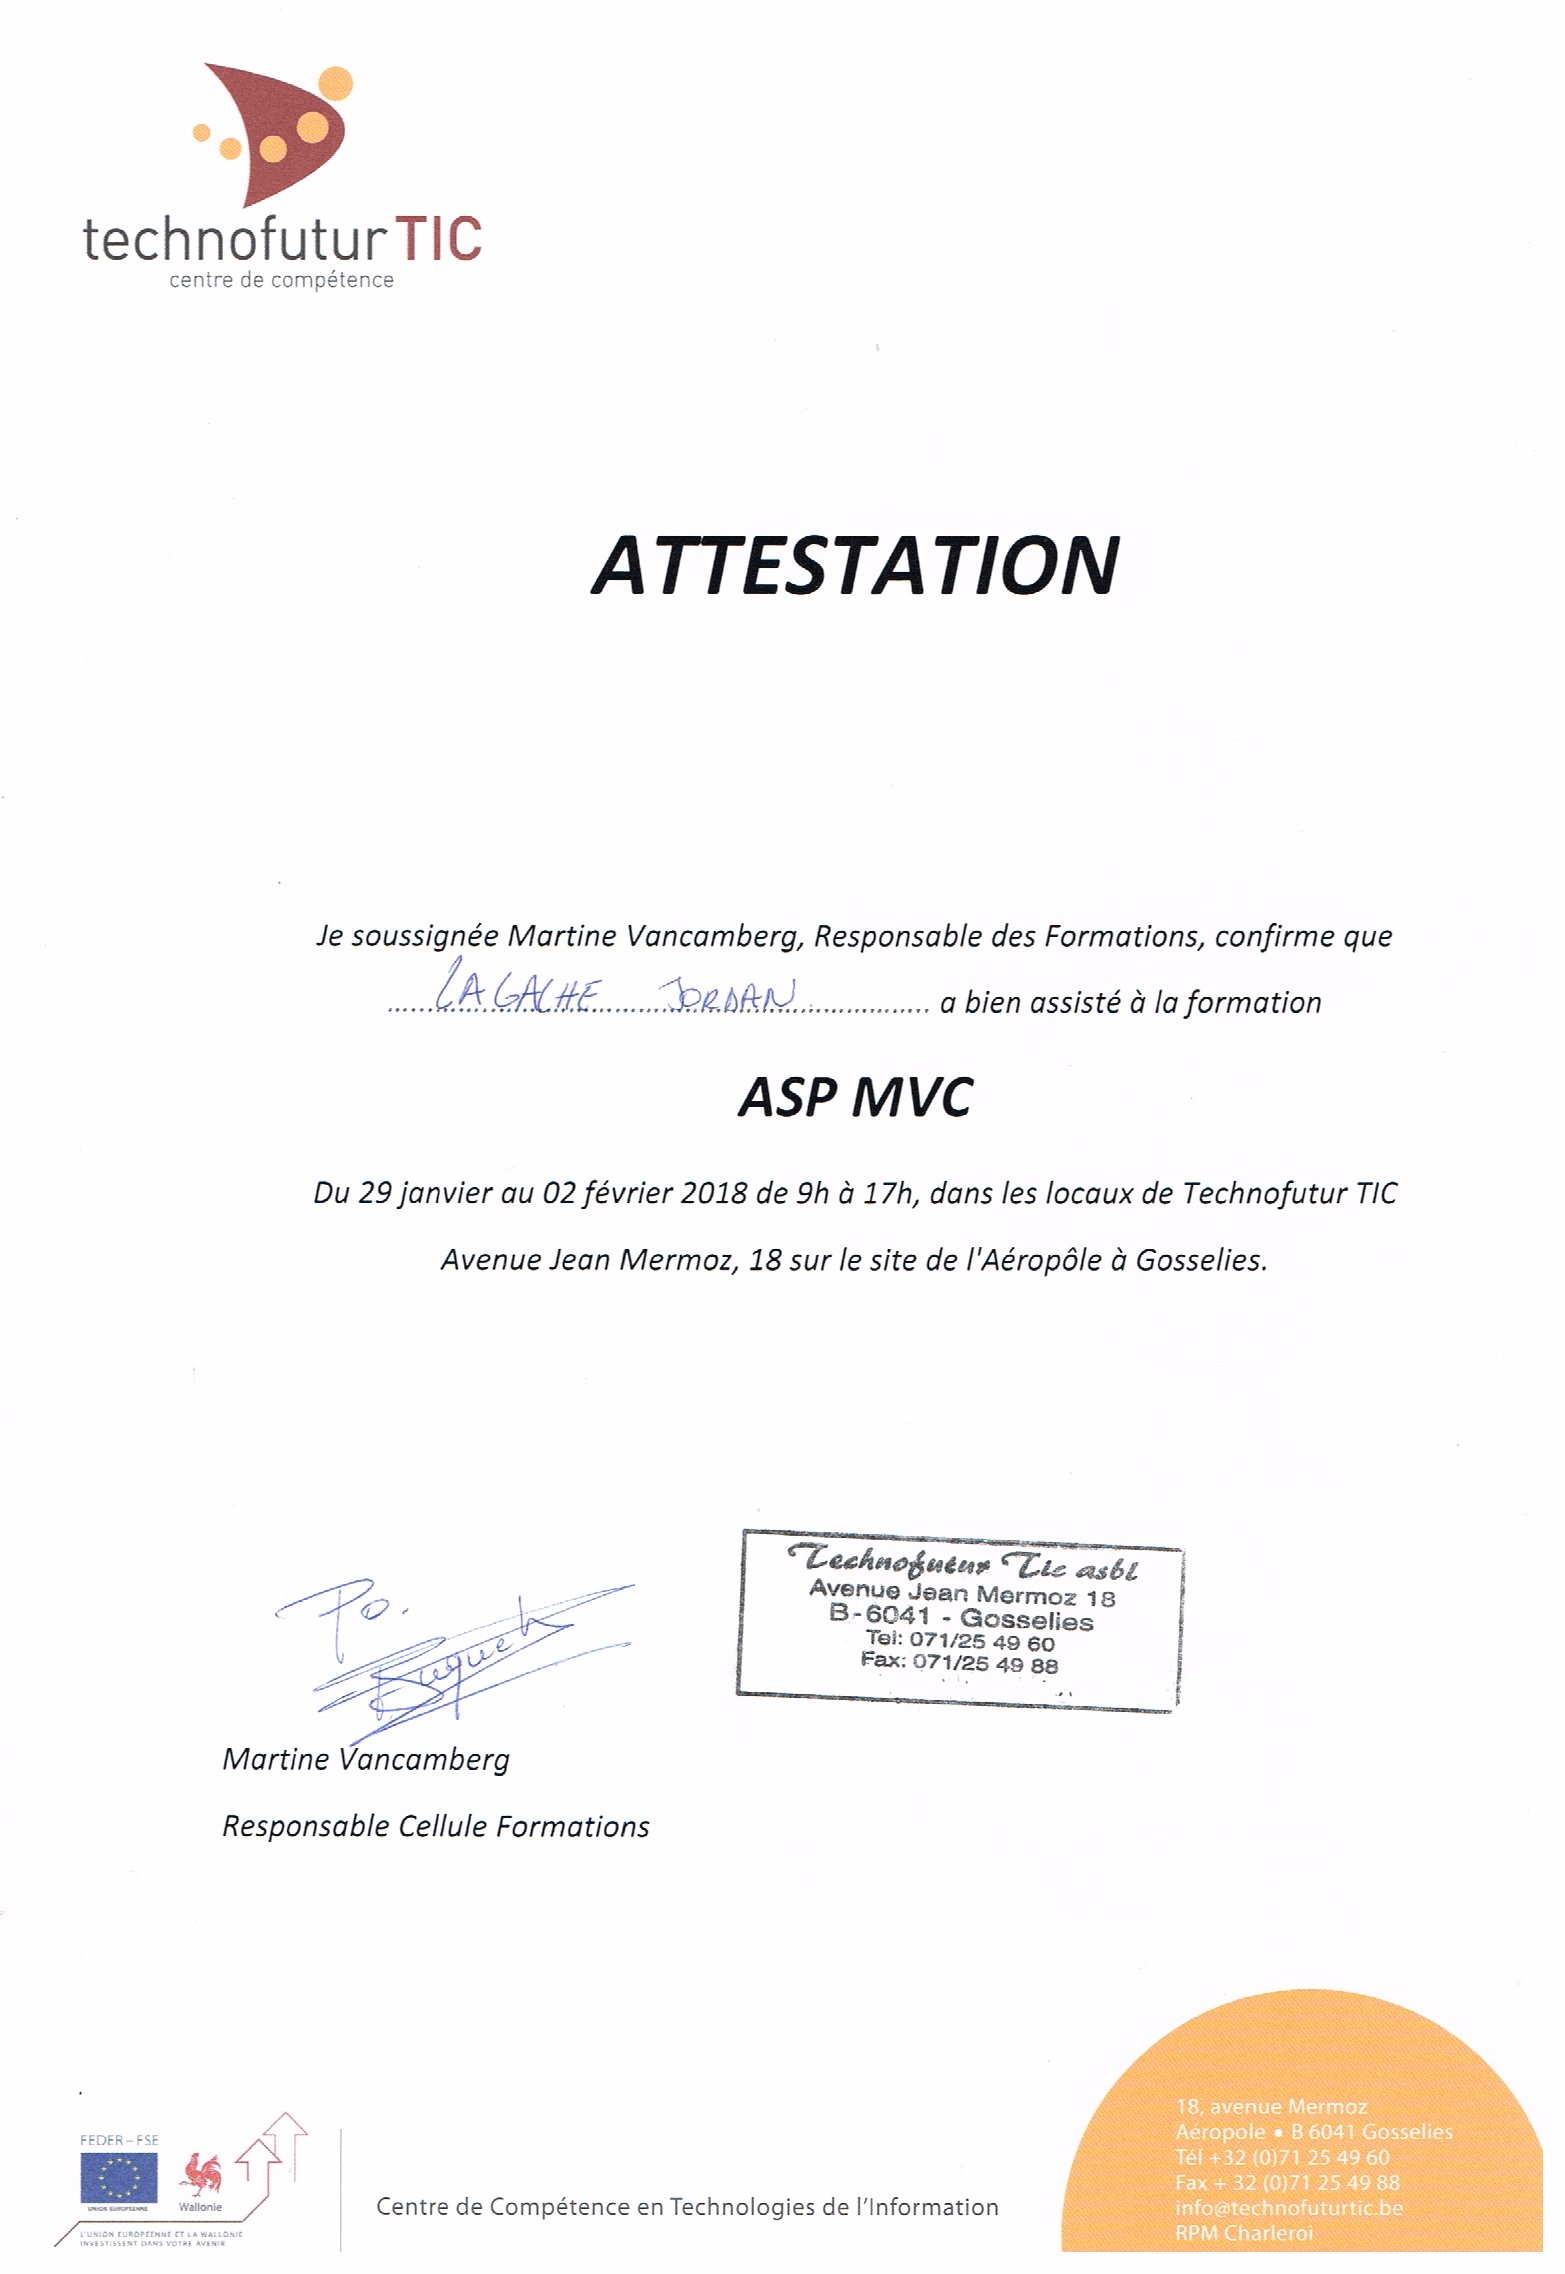 technofuturTIC
centre de compétence
ATTESTATION
Je soussignée Martine Vancamberg, Responsable des Formations, confirme que
LAGACHE JORDAN a bien assisté à la formation
ASP MVC
Du 29 janvier au 02 février 2018 de 9h à 17h, dans les locaux de Technofutur TIC
Avenue Jean Mermoz, 18 sur le site de l'Aéropôle à Gosselies.
Technofutur Tic asbl
Avenue Jean Mermoz 18
B-6041 - Gosselies
Tel: 071/25 49 60
Fax: 071/25 49 88
Po.
Martine Vancamberg
Responsable Cellule Formations
FEDER – FSE
UNION EUROPEENNE
Wallonie
L'UNION EUROPÉENNE ET LA WALLONIE
INVESTISSENT DANS VOTRE AVENIR
Centre de Compétence en Technologies de l'Information
18, avenue Mermoz
Aéropole • B 6041 Gosselies
Tél +32 (0)71 25 49 60
Fax + 32 (0)71 25 49 88
info@technofuturtic.be
RPM Charleroi